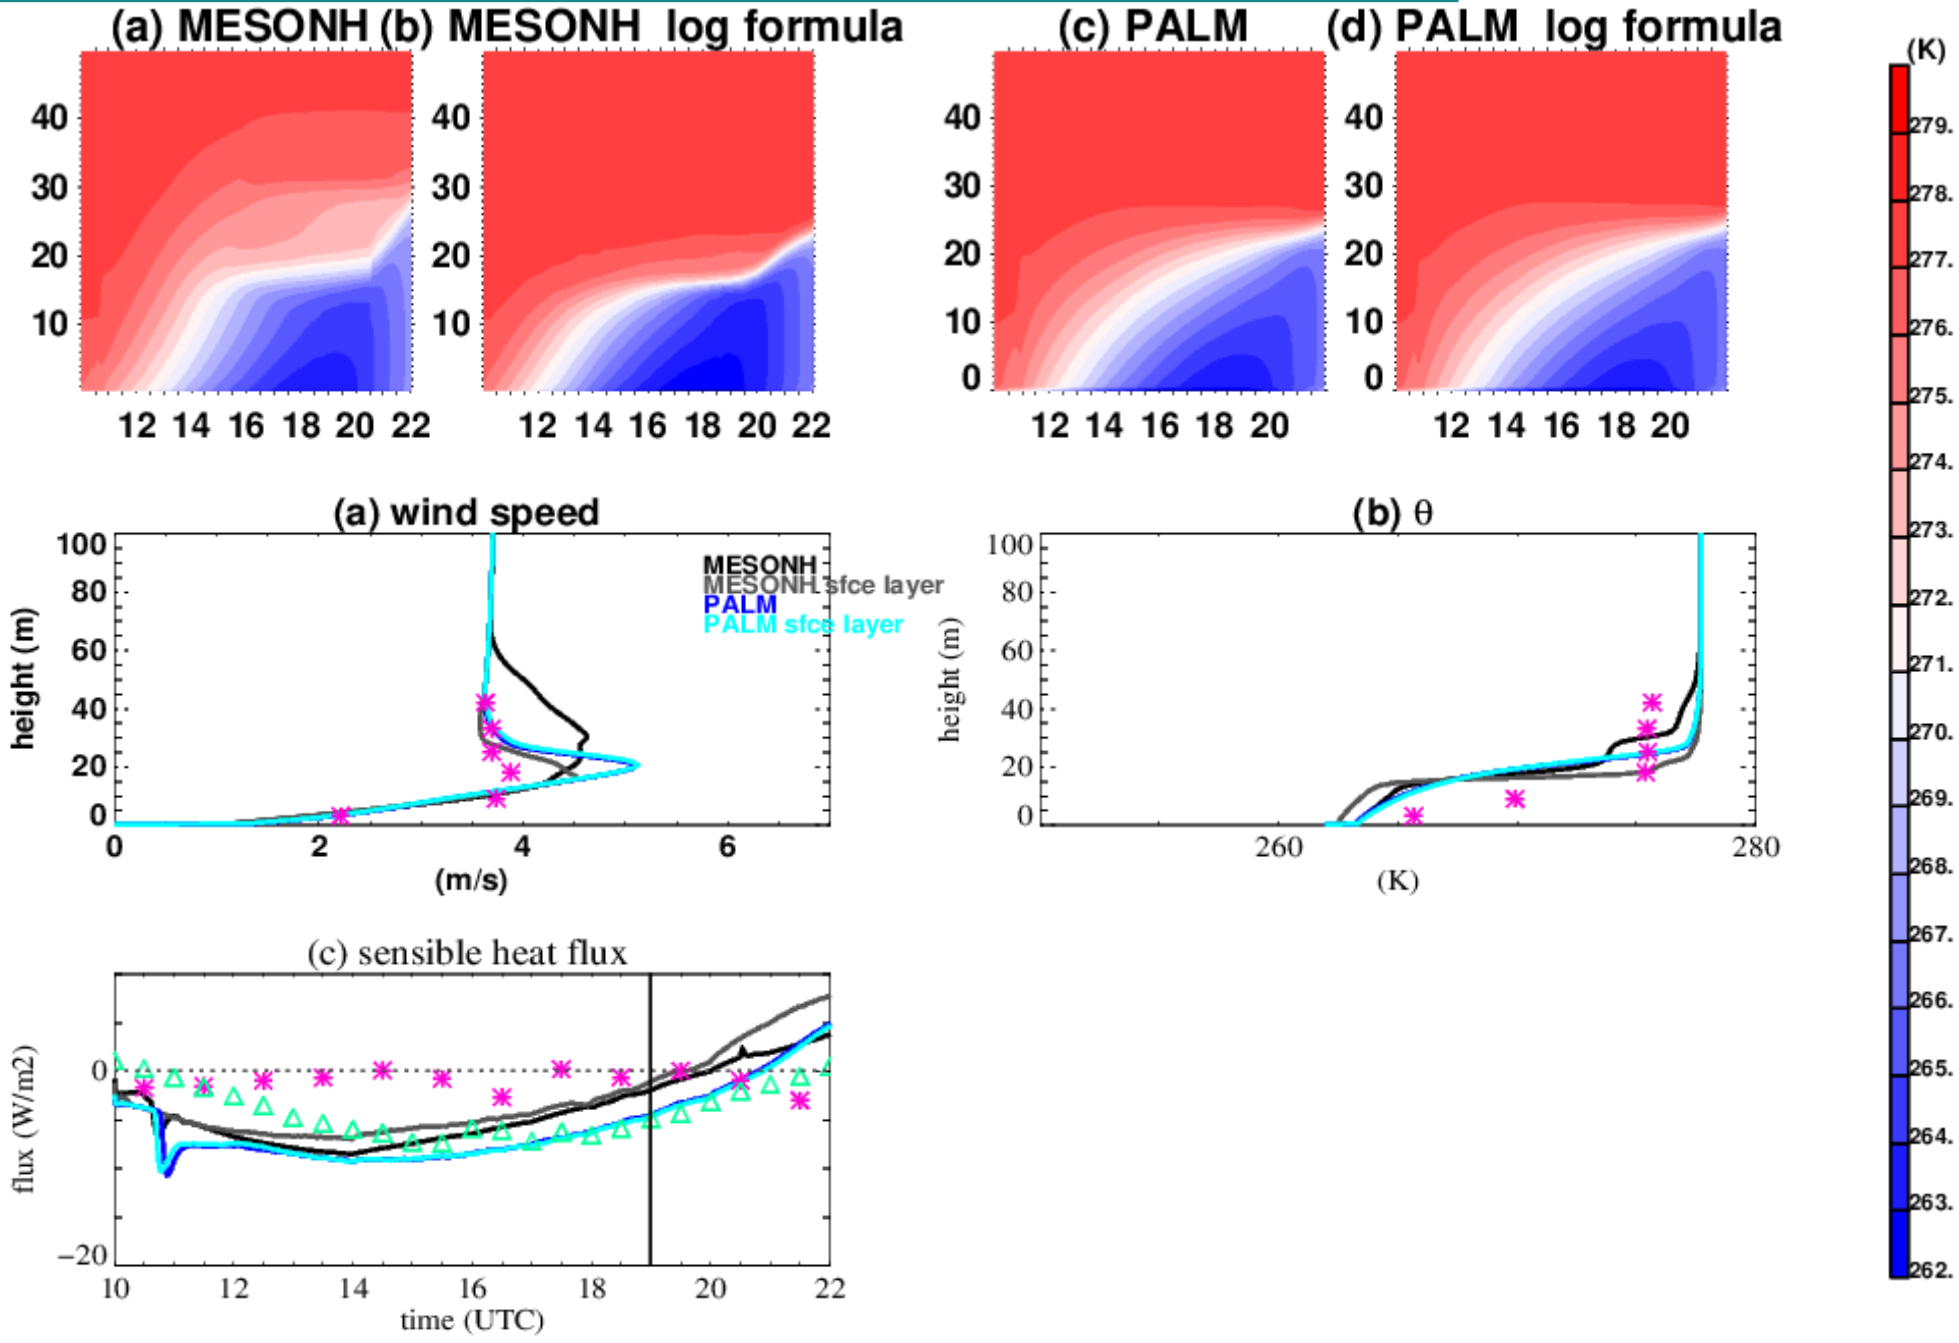 (a) MESONH (b) MESONH log formula (c) PALM (d) PALM log formula
(K)
40 40 40 40
30 30 30 30
20 20 20 20
10 10 10 10
0 0
12 14 16 18 20 22 12 14 16 18 20 22 12 14 16 18 20 12 14 16 18 20
279.
278.
277.
276.
275.
274.
273.
272.
271.
270.
269.
268.
267.
266.
265.
264.
263.
262.
(a) wind speed
100
80
60
40
20
0
height (m)
MESONH
MESONH sfce layer
PALM
PALM sfce layer
0 2 4 6
(m/s)
(b) θ
100
80
60
40
20
0
height (m)
260 280
(K)
(c) sensible heat flux
0
−20
flux (W/m2)
10 12 14 16 18 20 22
time (UTC)